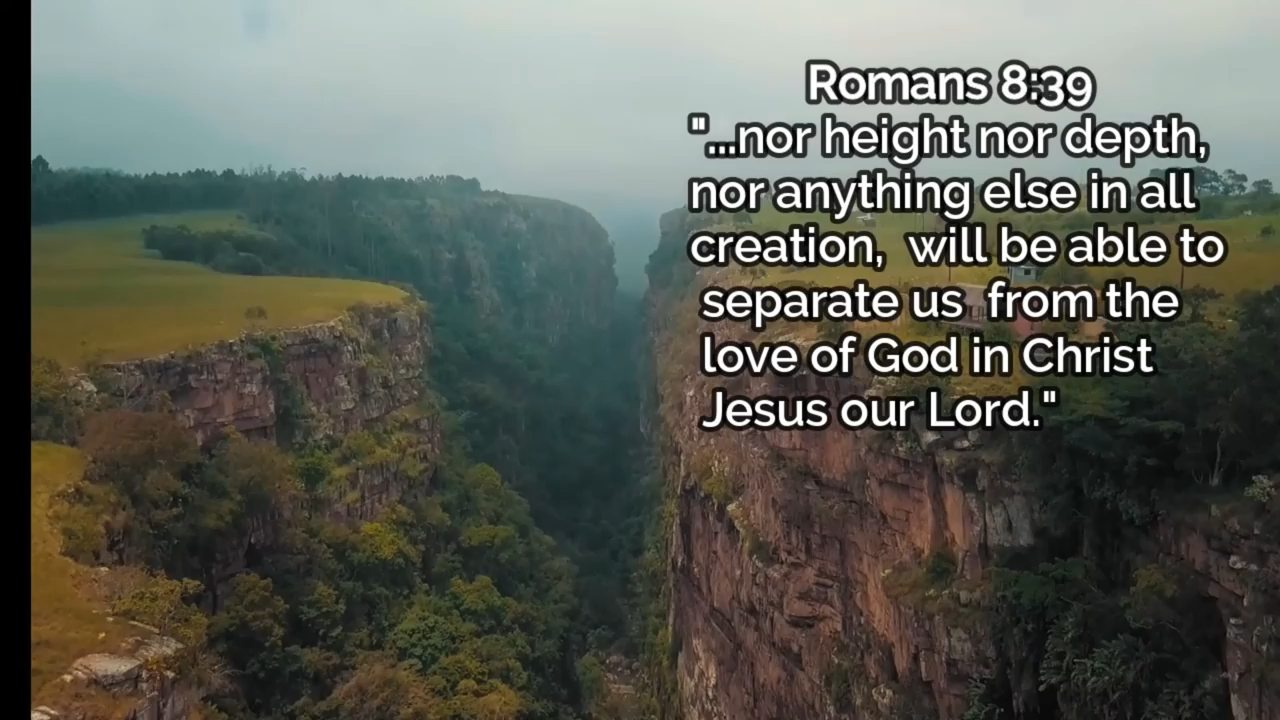 Romans 8:39
"...nor height nor depth,
nor anything else in all
creation,  will be able to
separate us  from the
love of God in Christ
Jesus our Lord."